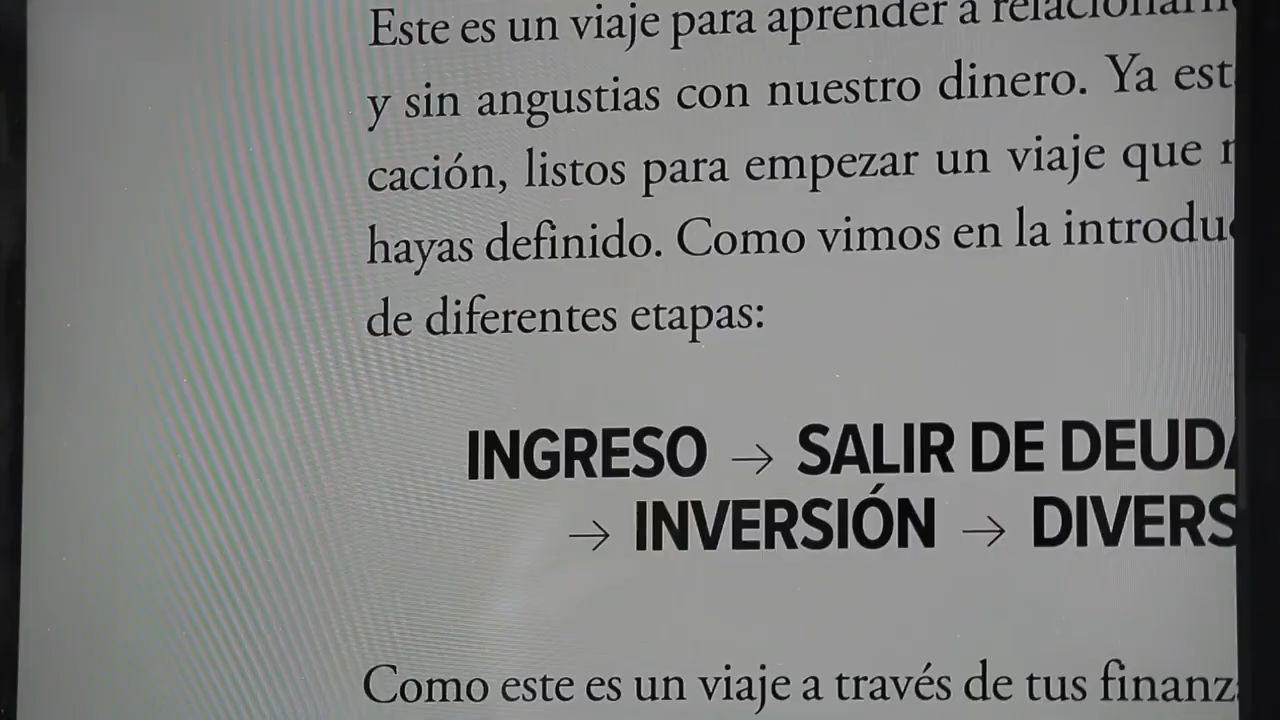 Este es un viaje para aprender a
y sin angustias con nuestro dinero. Ya
cación, listos para empezar un viaje que
hayas definido. Como vimos en la
de diferentes etapas:
INGRESO → SALIR DE
→ INVERSIÓN →
Como este es un viaje a través de tus